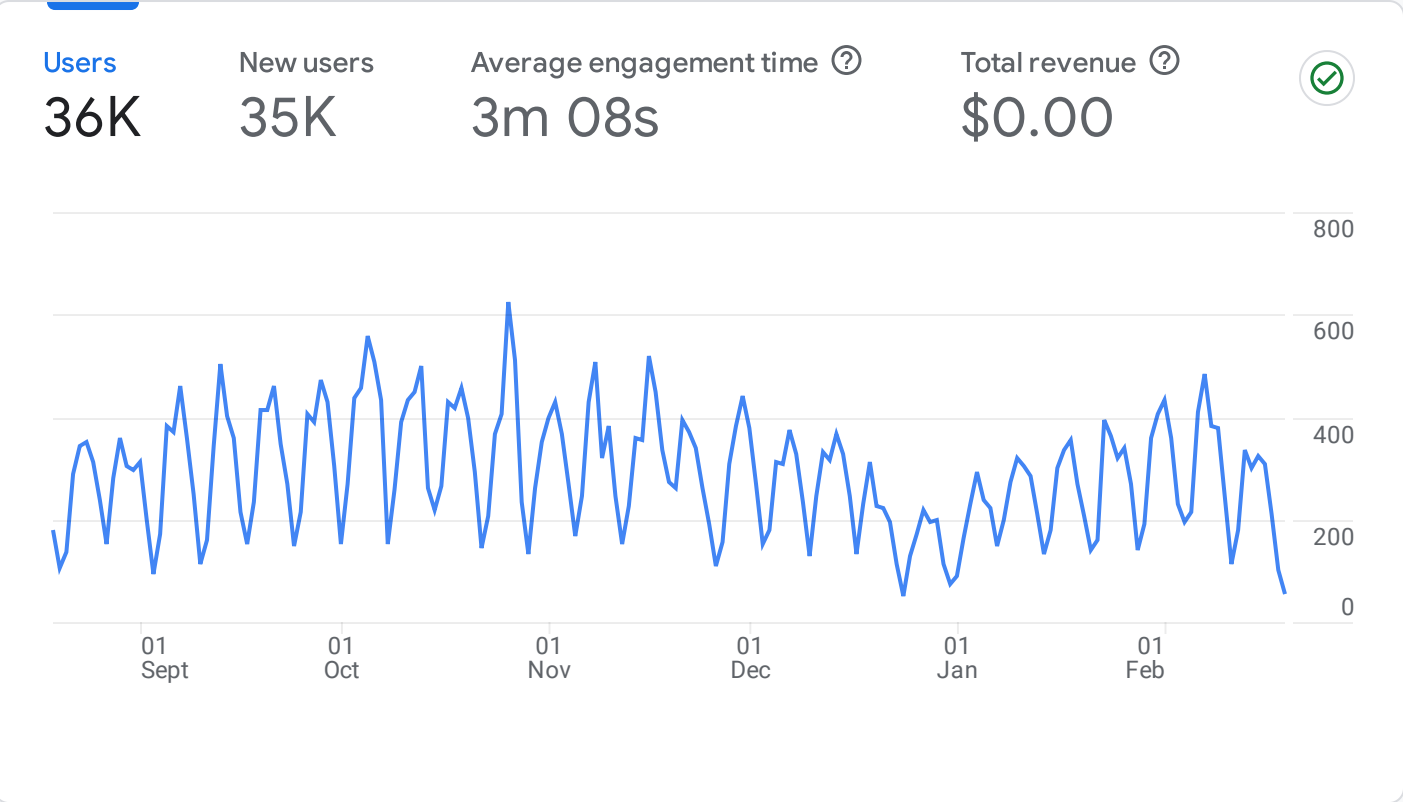 Users New users Average engagement time Total revenue
36K 35K 3m 08s $0.00
800
600
400
200
0
01 01 01 01 01 01
Sept Oct Nov Dec Jan Feb